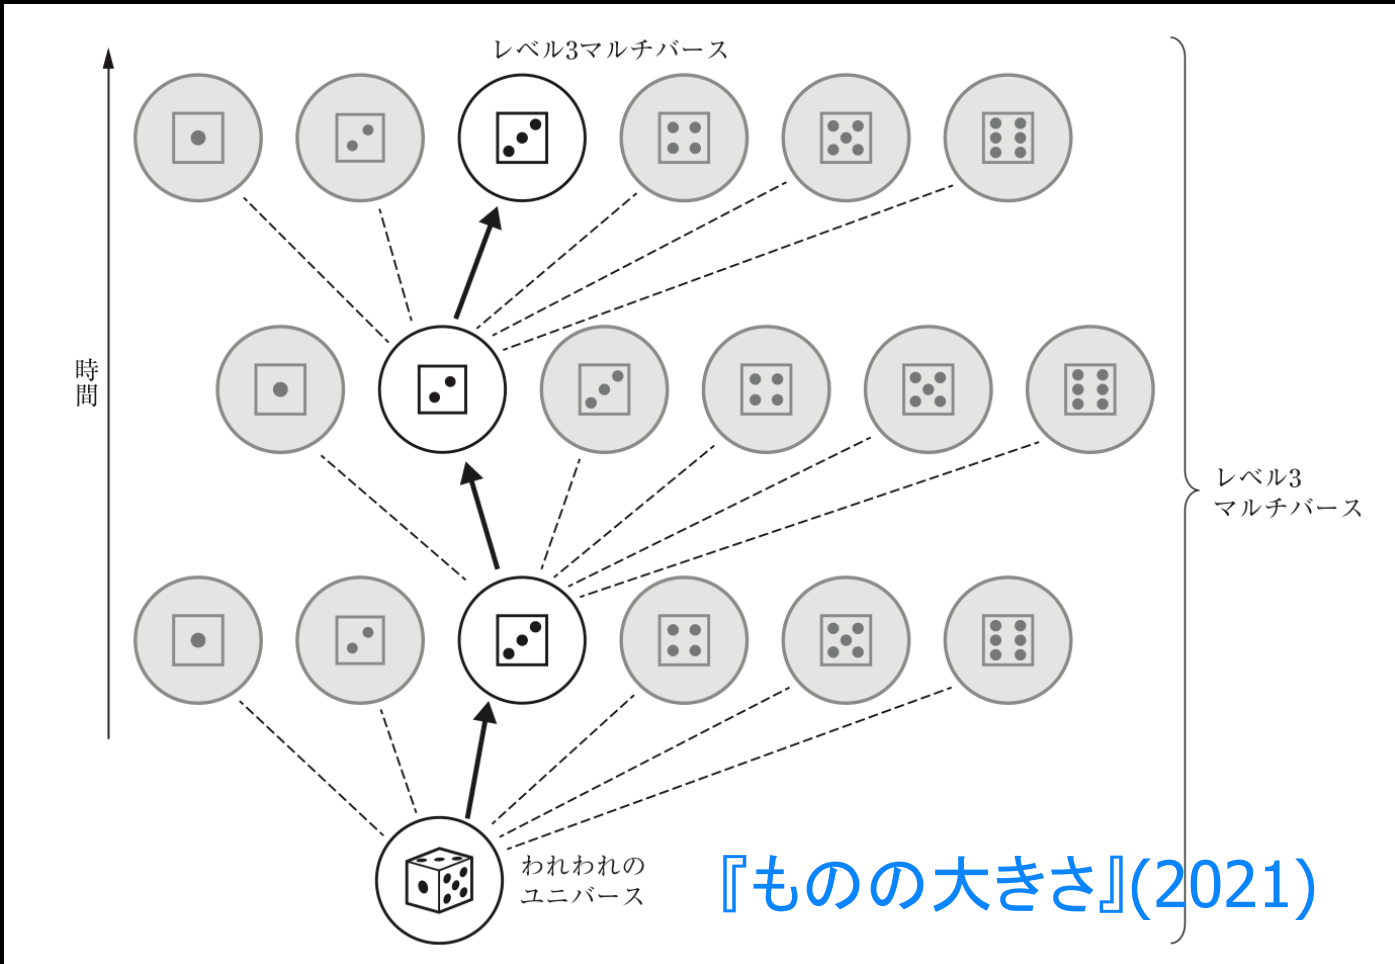 レベル3マルチバース
時間
レベル3
マルチバース
われわれの
ユニバース
『ものの大きさ』(2021)